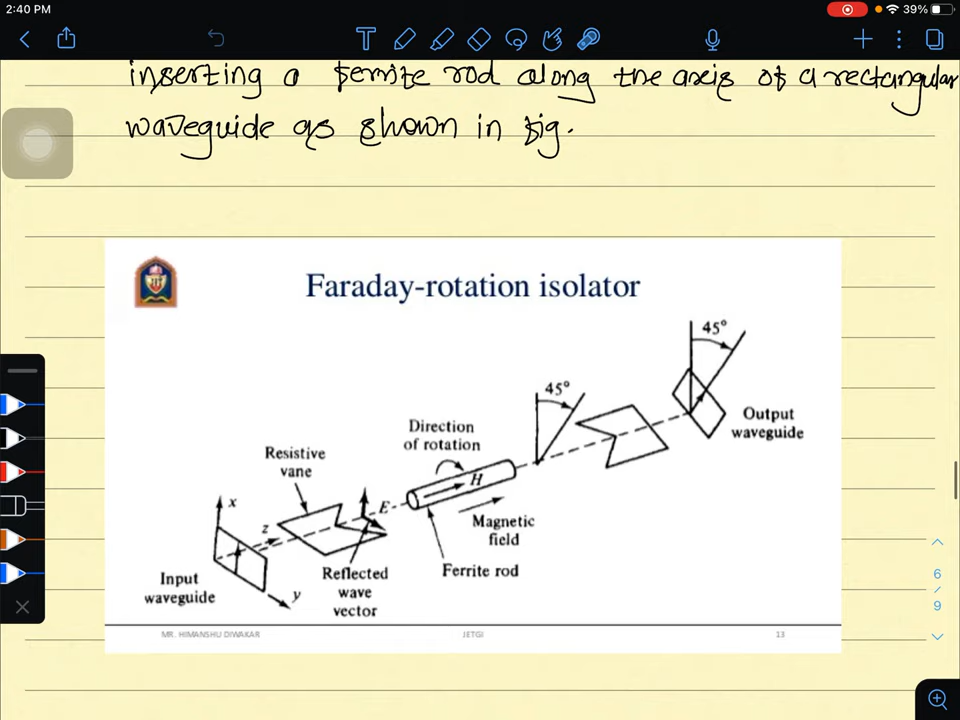 2:40 PM
39%
inserting a ferrite rod along the axis of a rectangular
waveguide as shown in fig.
Faraday-rotation isolator
45°
45°
Output
waveguide
Direction
of rotation
Resistive
vane
H
E
x
z
Magnetic
field
Ferrite rod
Reflected
wave
vector
Input
waveguide
y
MR. HIMANSHU DIWAKAR
JETGI
13
6
/
9